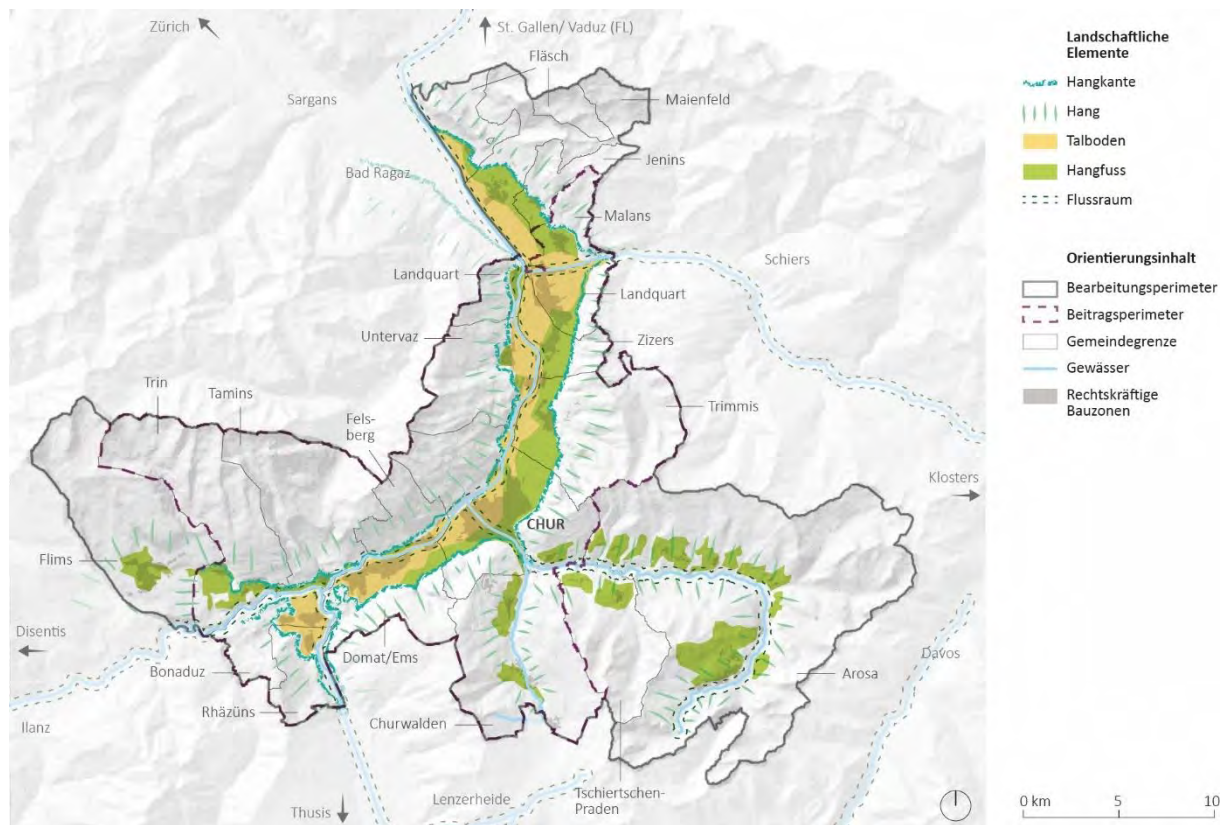 Zürich
St. Gallen/ Vaduz (FL)
Fläsch
Sargans
Maienfeld
Jenins
Bad Ragaz
Malans
Schiers
Landquart
Landquart
Untervaz
Zizers
Trin
Tamins
Trimmis
Fels-
berg
Klosters
CHUR
Flims
Disentis
Domat/Ems
Bonaduz
Davos
Arosa
Rhäzüns
Ilanz
Churwalden
Tschiertschen-
Praden
Lenzerheide
Thusis
Landschaftliche
Elemente
Hangkante
Hang
Talboden
Hangfuss
Flussraum
Orientierungsinhalt
Bearbeitungsperimeter
Beitragsperimeter
Gemeindegrenze
Gewässer
Rechtskräftige
Bauzonen
0 km 5 10